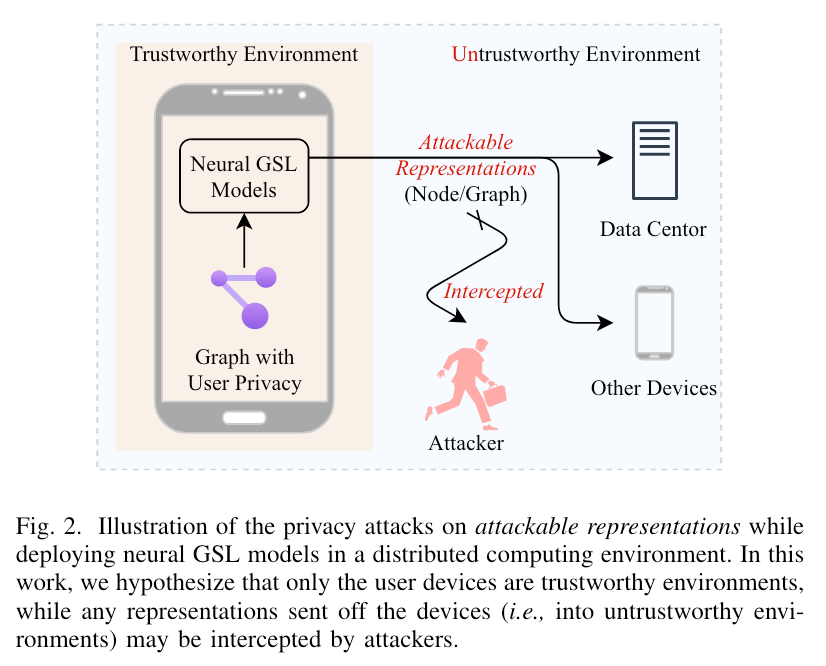 Trustworthy Environment
Untrustworthy Environment
Neural GSL
Models
Graph with
User Privacy
Attackable
Representations
(Node/Graph)
Intercepted
Attacker
Data Centor
Other Devices
Fig. 2. Illustration of the privacy attacks on attackable representations while
deploying neural GSL models in a distributed computing environment. In this
work, we hypothesize that only the user devices are trustworthy environments,
while any representations sent off the devices (i.e., into untrustworthy envi-
ronments) may be intercepted by attackers.